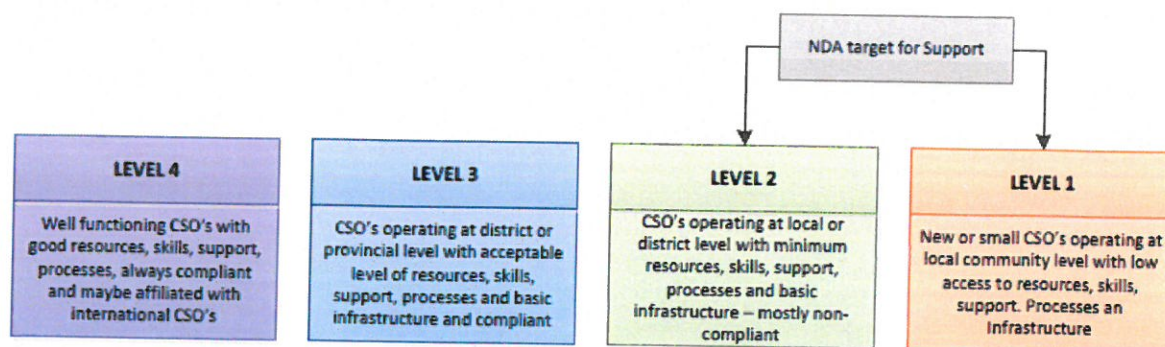 NDA target for Support
LEVEL 4
Well functioning CSO's with
good resources, skills, support,
processes, always compliant
and maybe affiliated with
international CSO's
LEVEL 3
CSO's operating at district or
provincial level with acceptable
level of resources, skills,
support, processes and basic
infrastructure and compliant
LEVEL 2
CSO's operating at local or
district level with minimum
resources, skills, support,
processes and basic
infrastructure – mostly non-
compliant
LEVEL 1
New or small CSO's operating at
local community level with low
access to resources, skills,
support. Processes an
Infrastructure